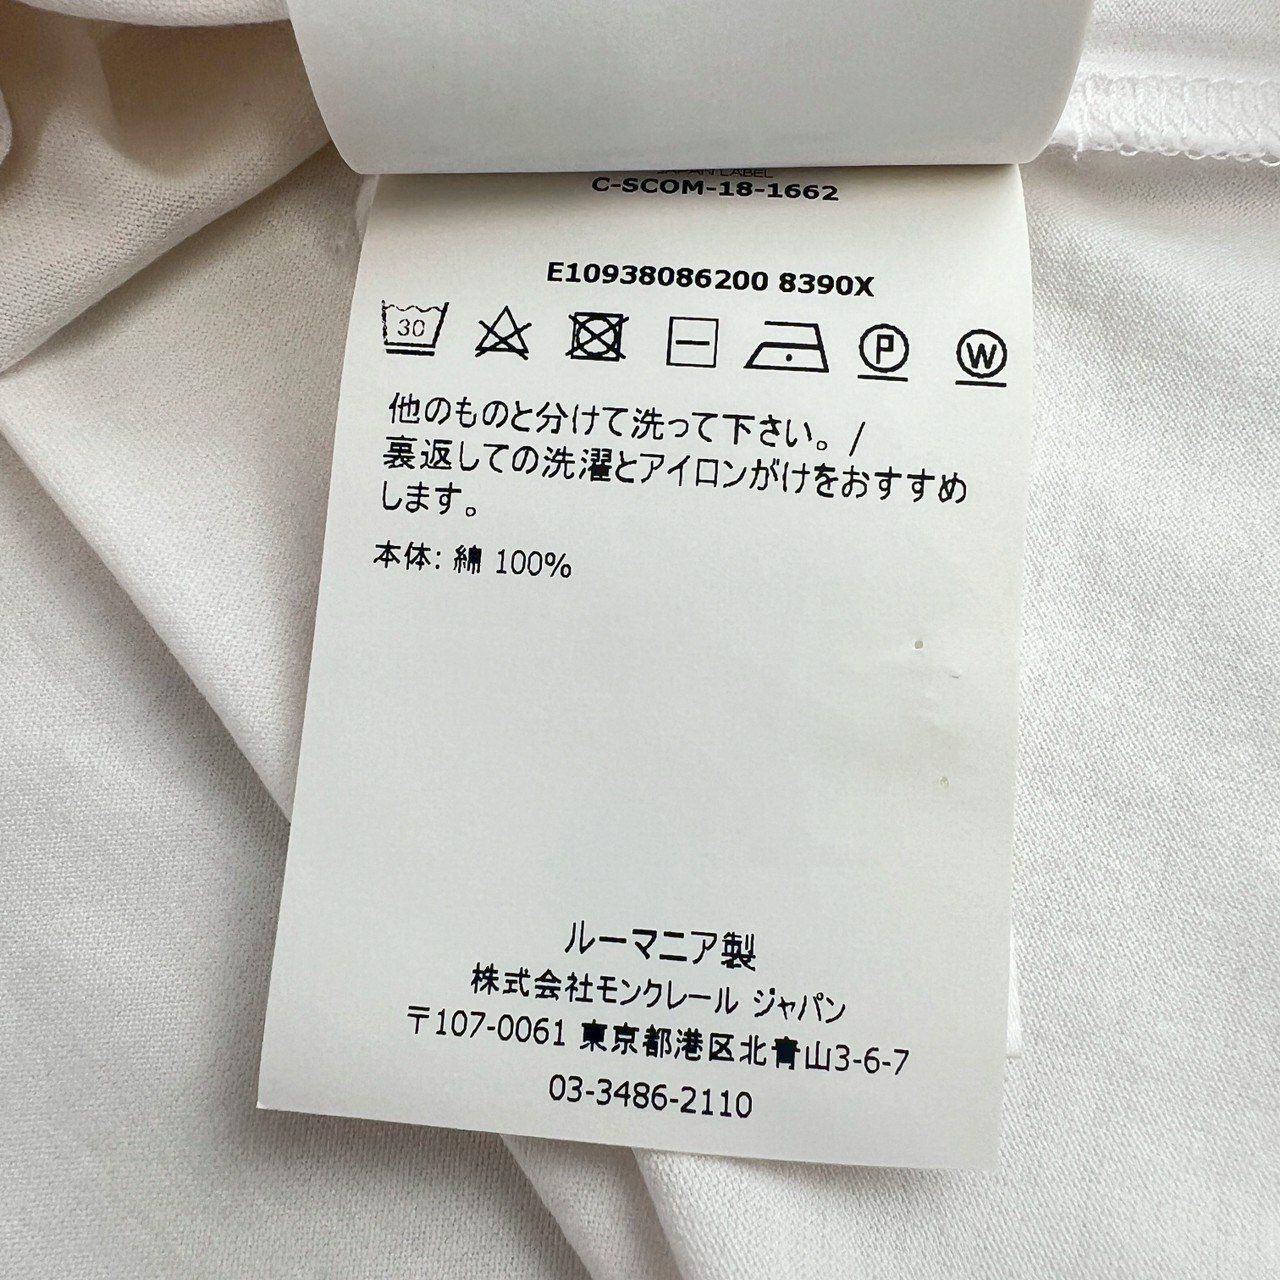 JAPAN LABEL
C-SCOM-18-1662
E10938086200 8390X
30 P W
他のものと分けて洗って下さい。/
裏返しての洗濯とアイロンがけをおすすめ
します。
本体: 綿 100%
ルーマニア製
株式会社モンクレール ジャパン
〒107-0061 東京都港区北青山3-6-7
03-3486-2110